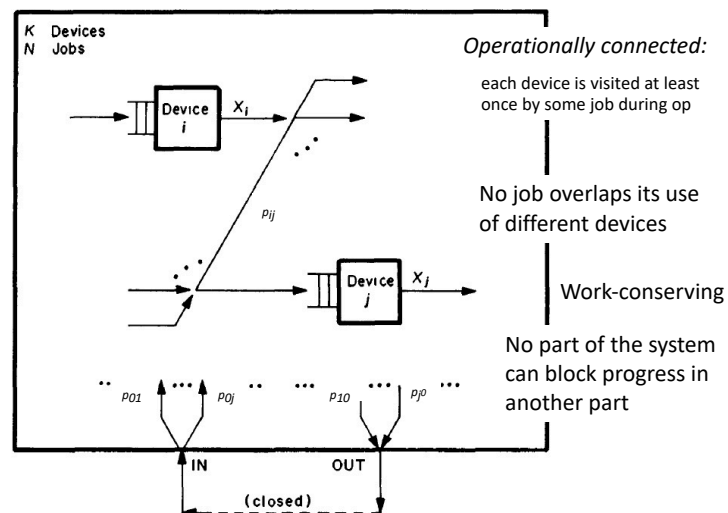 K Devices
N Jobs
Operationally connected:
each device is visited at least
once by some job during op
Device
i
Xi
No job overlaps its use
of different devices
pij
Device
j
Xj
Work-conserving
No part of the system
can block progress in
another part
p01
p0j
p10
pj0
IN
OUT
(closed)